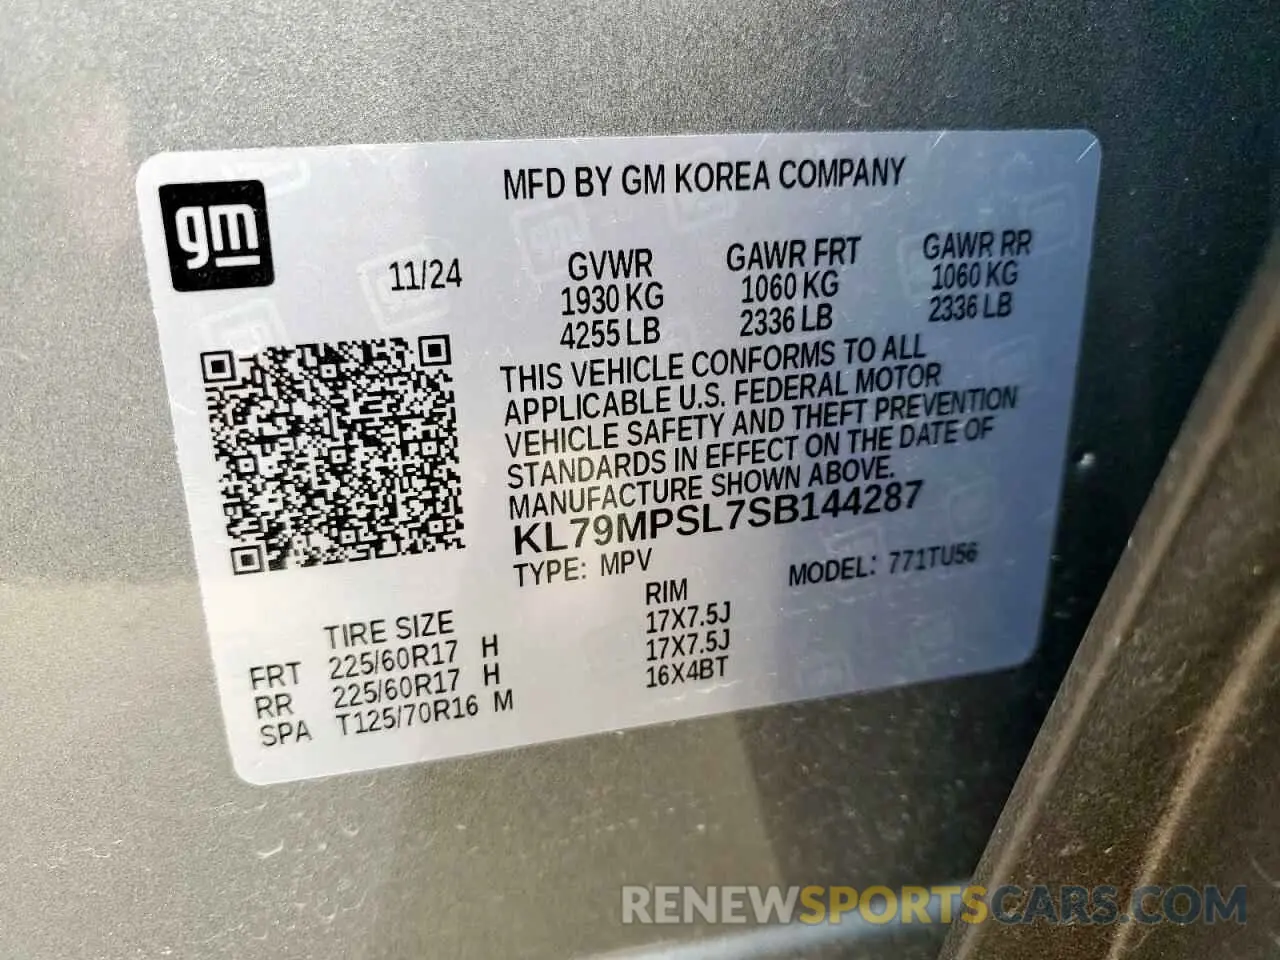 MFD BY GM KOREA COMPANY
gm
11/24
GVWR GAWR FRT GAWR RR
1930 KG 1060 KG 1060 KG
4255 LB 2336 LB 2336 LB
THIS VEHICLE CONFORMS TO ALL
APPLICABLE U.S. FEDERAL MOTOR
VEHICLE SAFETY AND THEFT PREVENTION
STANDARDS IN EFFECT ON THE DATE OF
MANUFACTURE SHOWN ABOVE.
KL79MPSL7SB144287
TYPE: MPV MODEL: 771TU56
TIRE SIZE RIM
FRT 225/60R17 H 17X7.5J
RR 225/60R17 H 17X7.5J
SPA T125/70R16 M 16X4BT
RENEWSPORTSCARS.COM